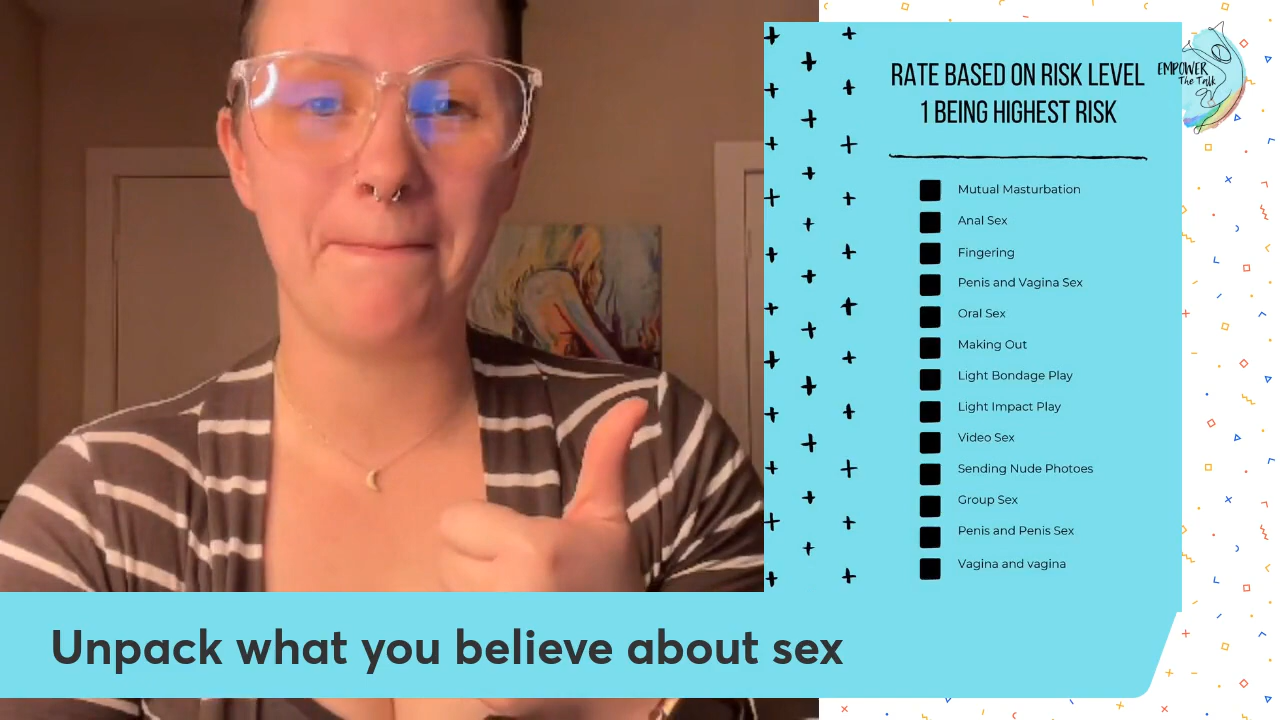 RATE BASED ON RISK LEVEL
1 BEING HIGHEST RISK
EMPOWER
The Talk
Mutual Masturbation
Anal Sex
Fingering
Penis and Vagina Sex
Oral Sex
Making Out
Light Bondage Play
Light Impact Play
Video Sex
Sending Nude Photoes
Group Sex
Penis and Penis Sex
Vagina and vagina
Unpack what you believe about sex